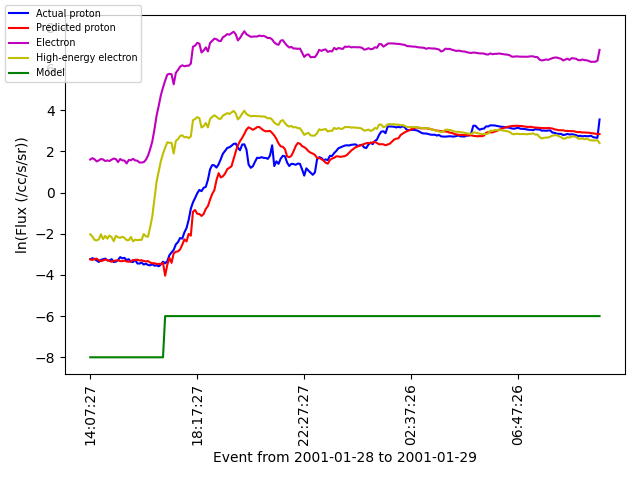 Actual proton
Predicted proton
Electron
High-energy electron
Model
8
6
4
2
0
−2
−4
−6
−8
ln(Flux (/cc/s/sr))
14:07:27
18:17:27
22:27:27
02:37:26
06:47:26
Event from 2001-01-28 to 2001-01-29